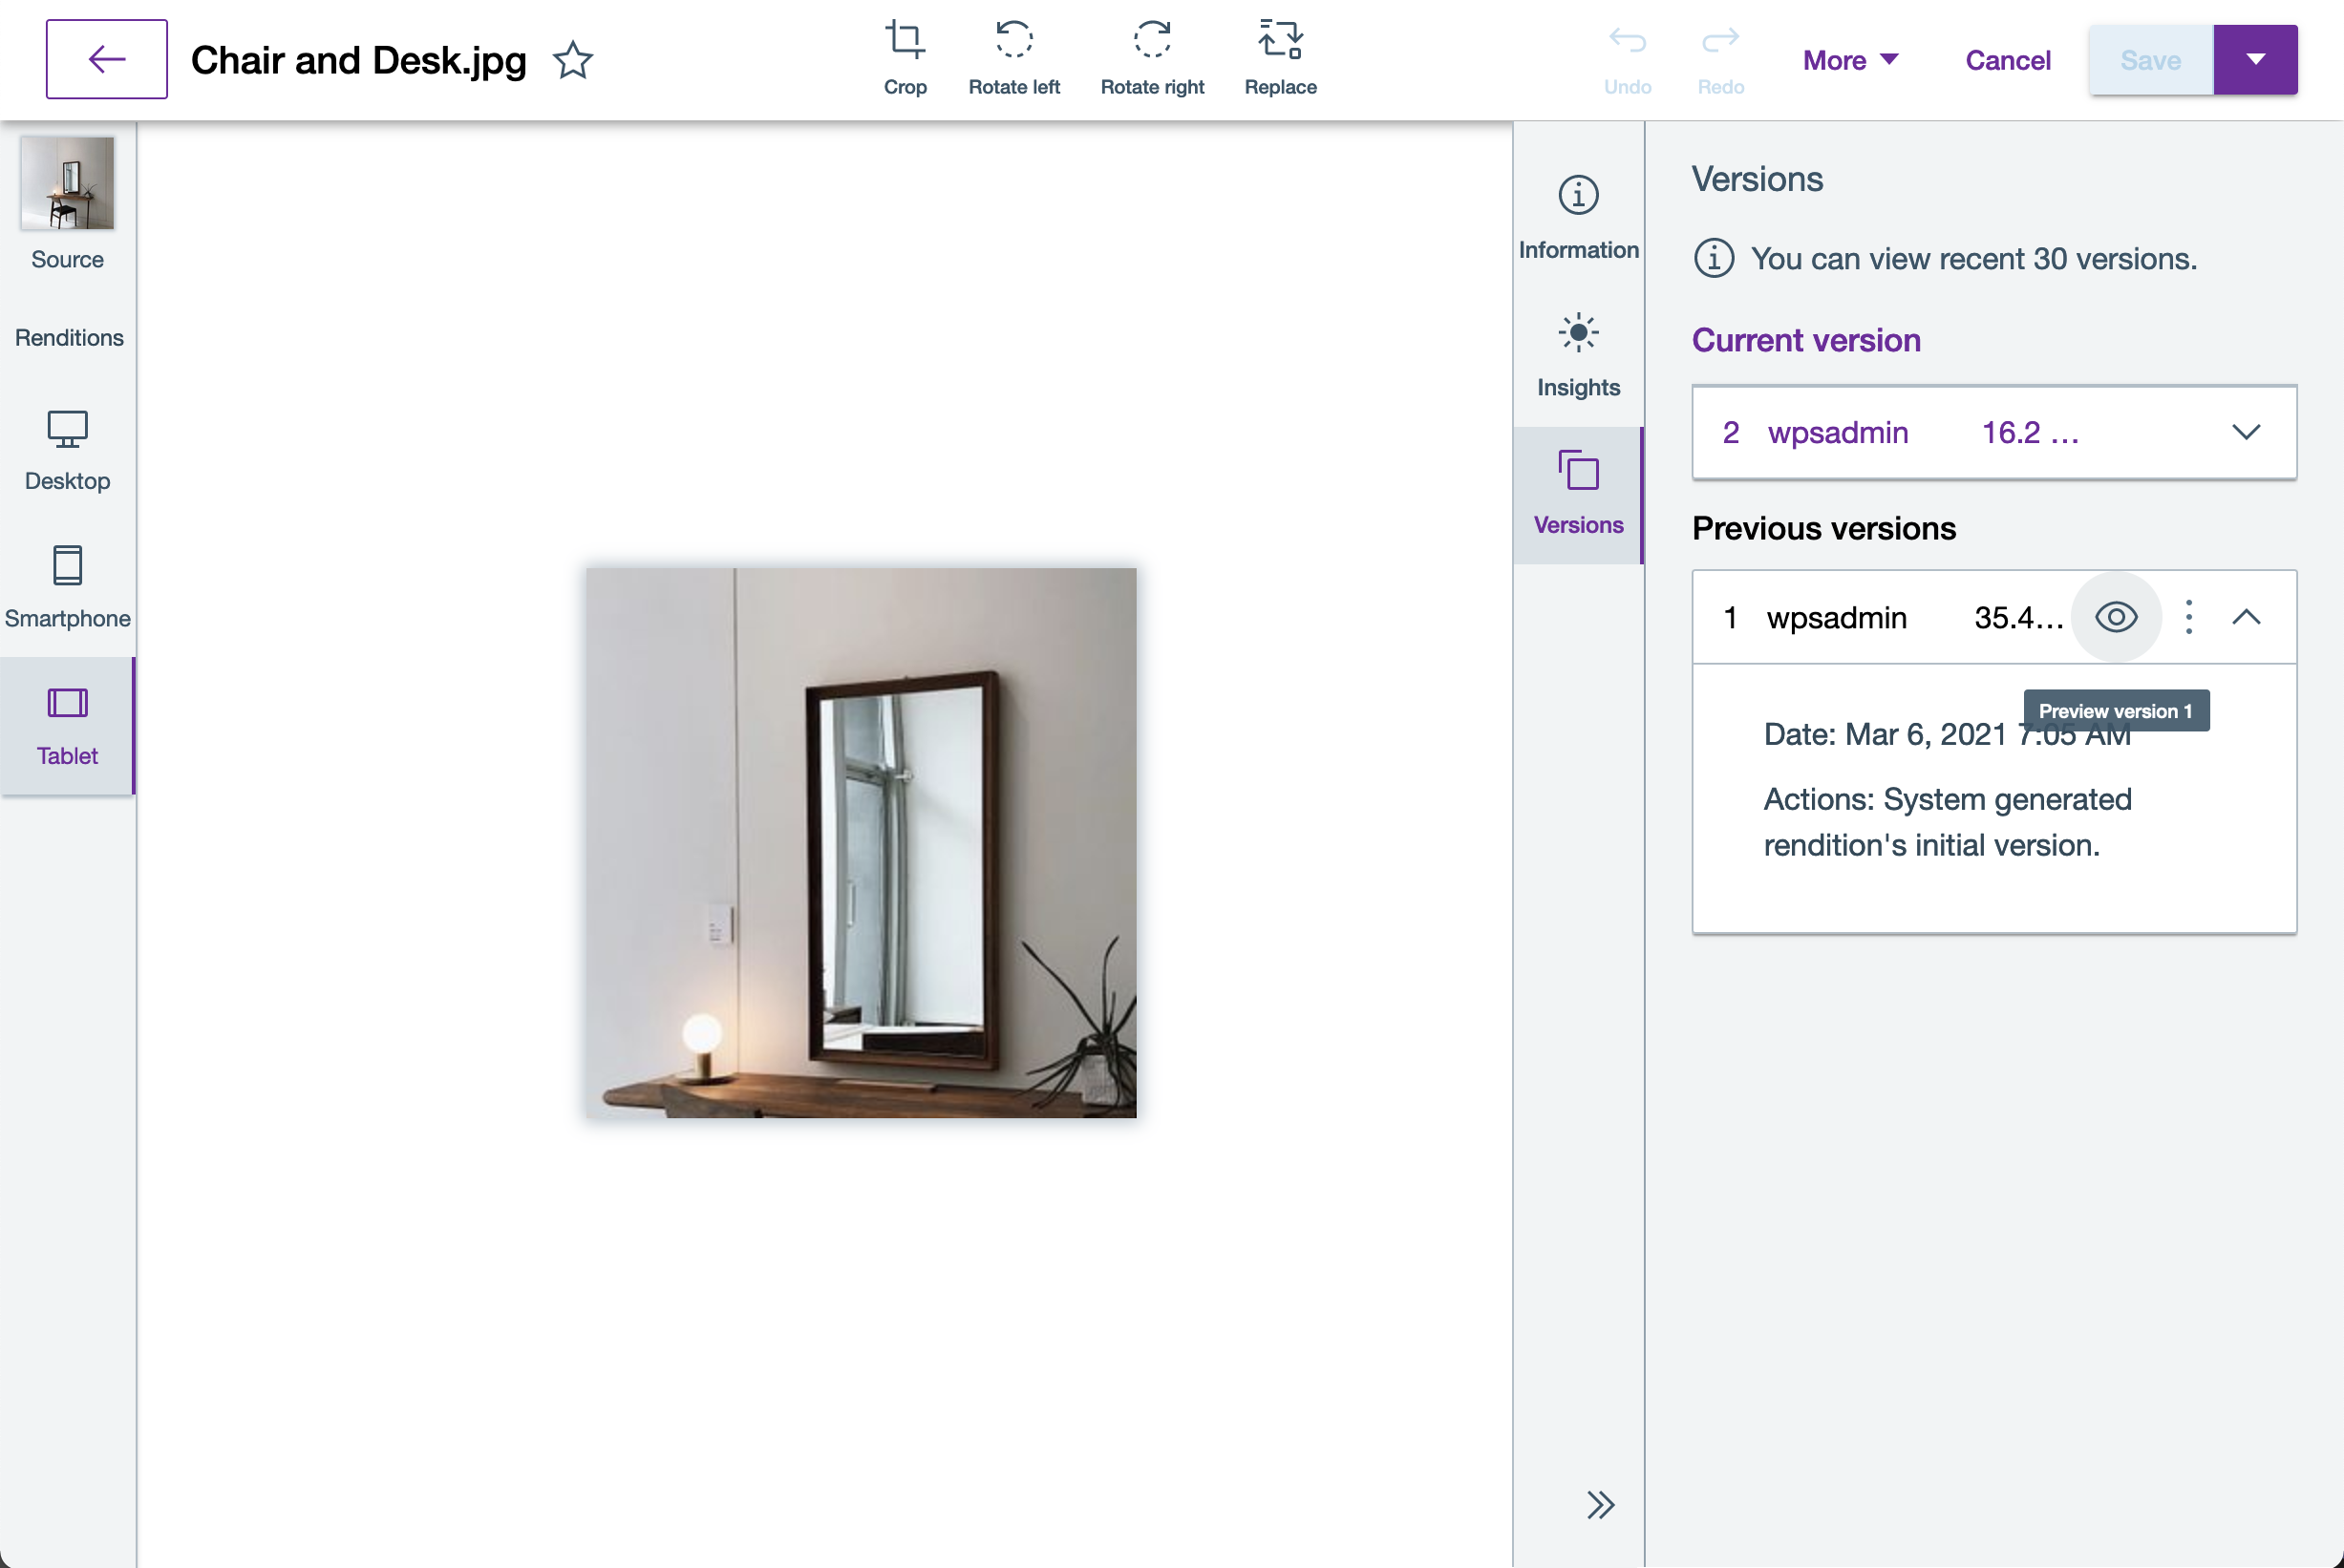 Chair and Desk.jpg
Crop
Rotate left
Rotate right
Replace
Undo
Redo
More
Cancel
Save
Source
Renditions
Desktop
Smartphone
Tablet
Information
Insights
Versions
Versions
You can view recent 30 versions.
Current version
2 wpsadmin 16.2 ...
Previous versions
1 wpsadmin 35.4...
Preview version 1
Date: Mar 6, 2021 7:05 AM
Actions: System generated
rendition's initial version.